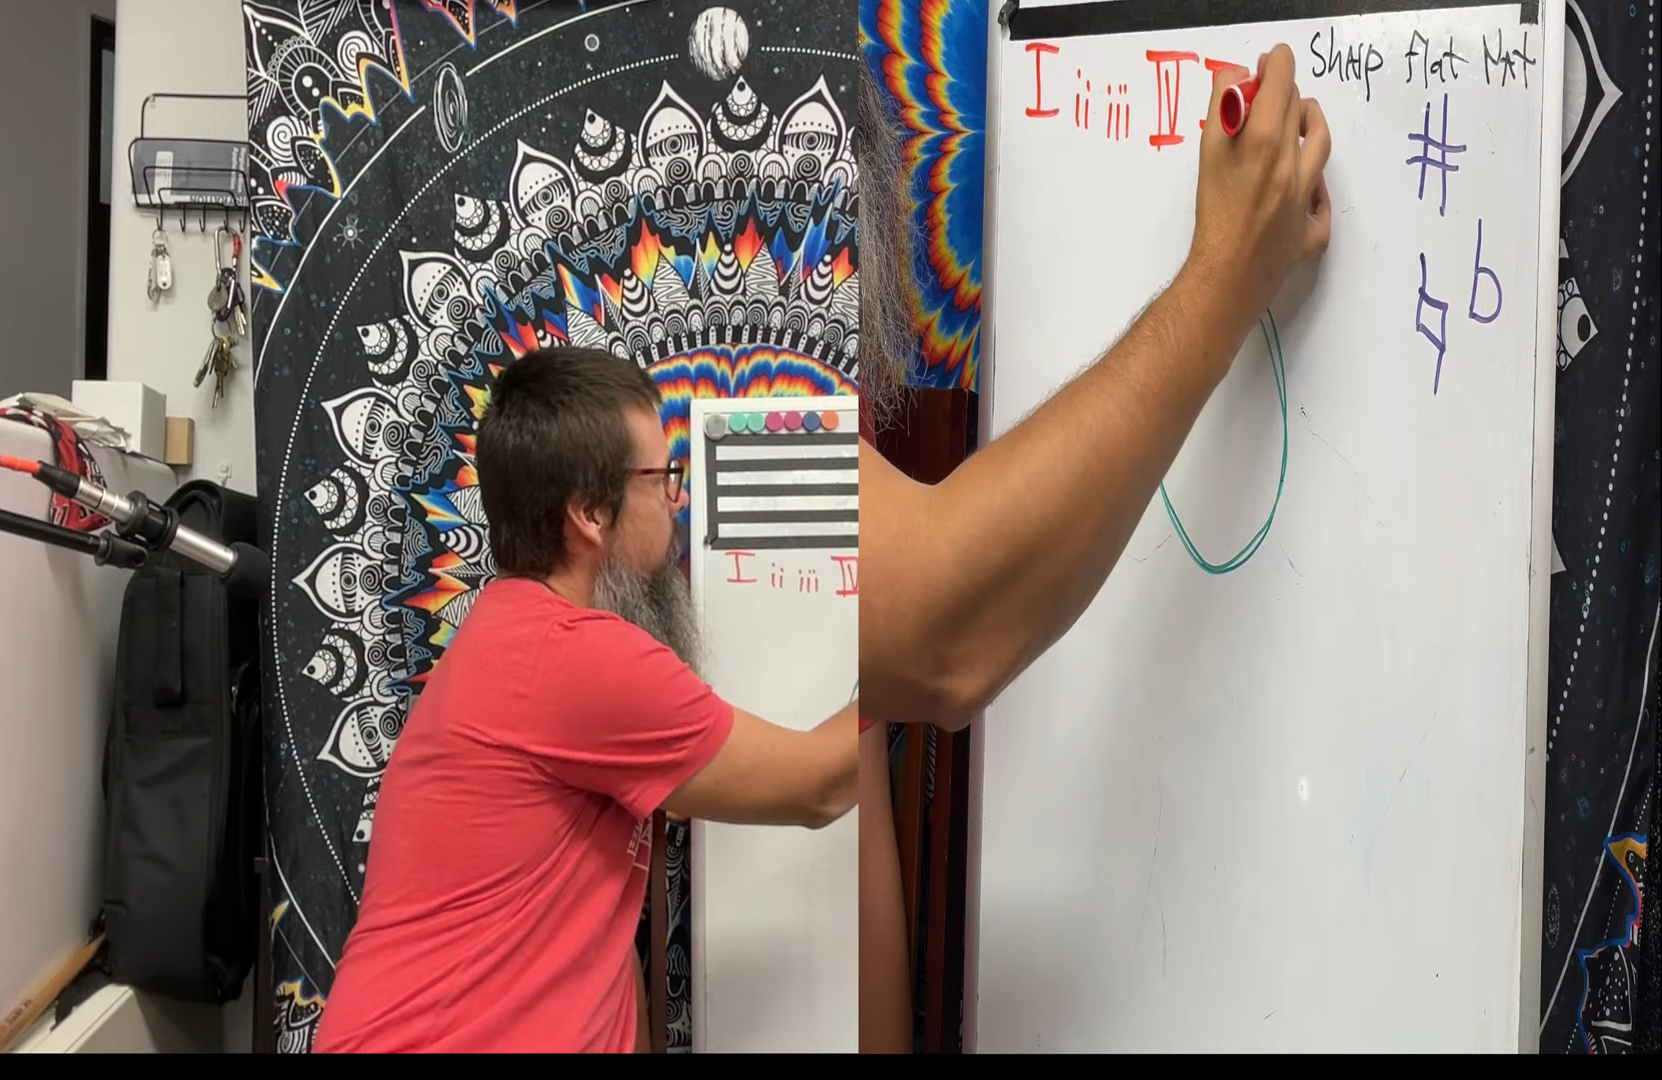 I ii iii IV
I ii iii IV
Sharp flat NAt
#
♮ b